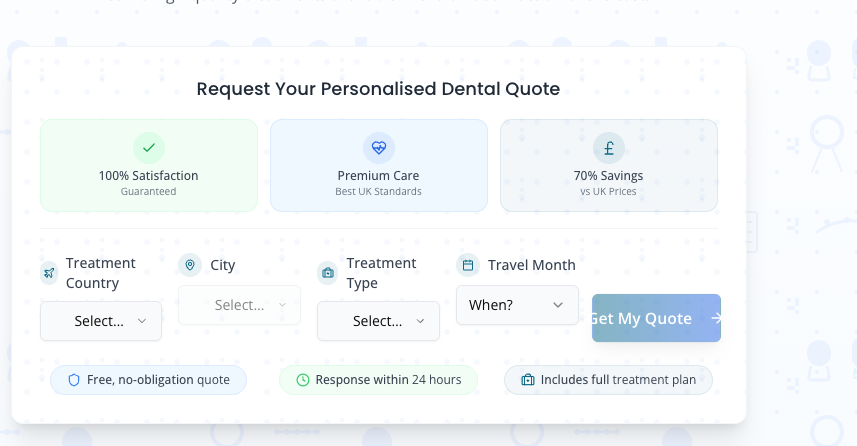 Request Your Personalised Dental Quote
100% Satisfaction
Guaranteed
Premium Care
Best UK Standards
£
70% Savings
vs UK Prices
Treatment
Country
Select...
City
Select...
Treatment
Type
Select...
Travel Month
When?
Get My Quote
Free, no-obligation quote
Response within 24 hours
Includes full treatment plan